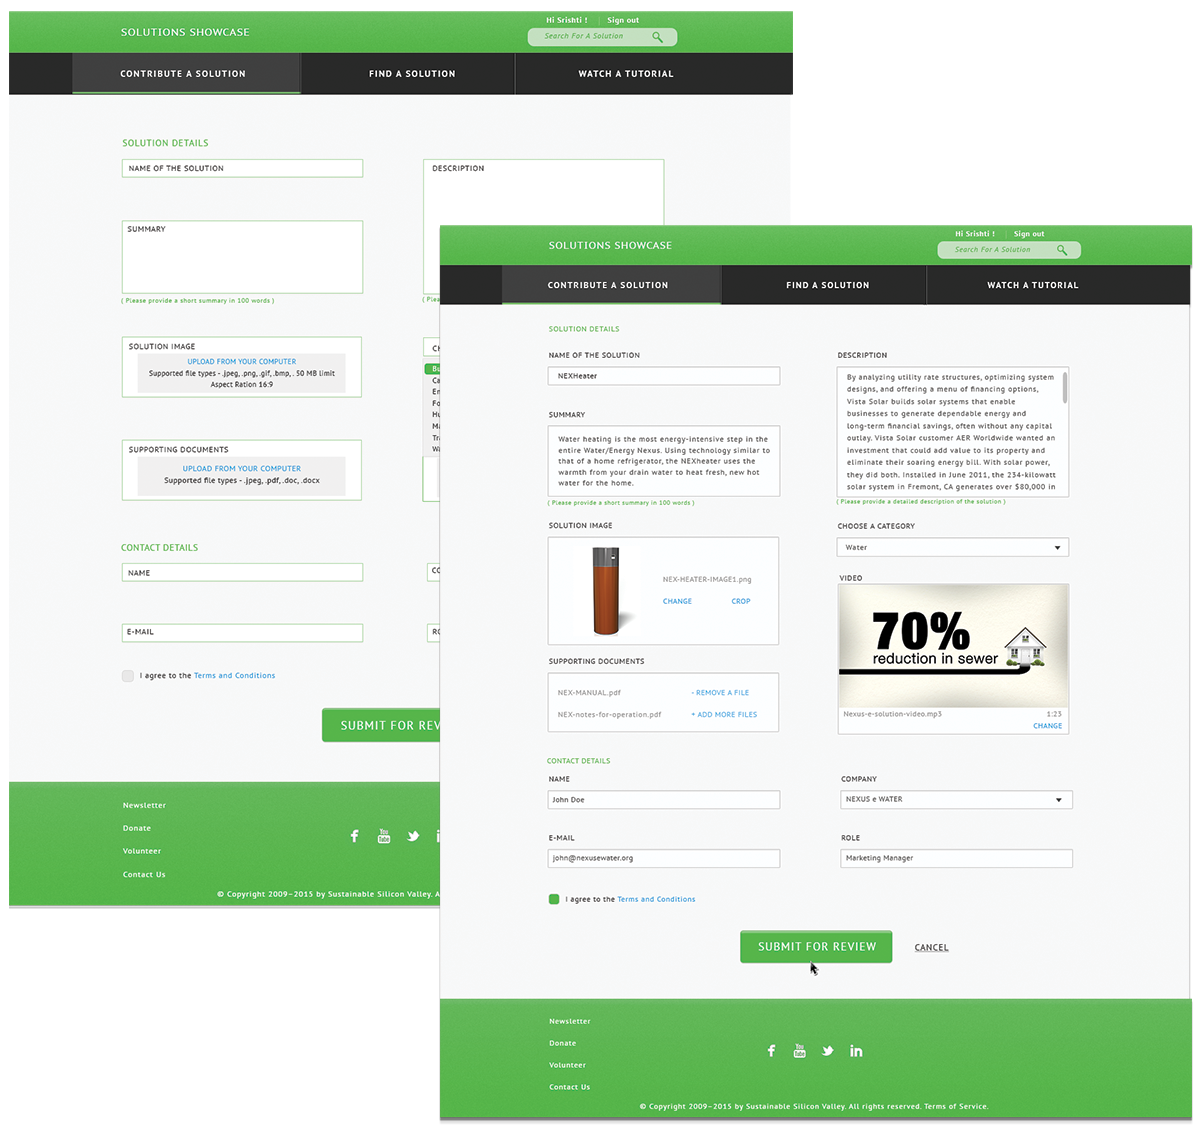 Hi Srishti !
Sign out
SOLUTIONS SHOWCASE
Search For A Solution
CONTRIBUTE A SOLUTION
FIND A SOLUTION
WATCH A TUTORIAL
SOLUTION DETAILS
NAME OF THE SOLUTION
DESCRIPTION
SUMMARY
( Please provide a short summary in 100 words )
SOLUTION IMAGE
UPLOAD FROM YOUR COMPUTER
Supported file types - .jpeg, .png, .gif, .bmp, . 50 MB limit
Aspect Ration 16:9
SUPPORTING DOCUMENTS
UPLOAD FROM YOUR COMPUTER
Supported file types - .jpeg, .pdf, .doc, .docx
CONTACT DETAILS
NAME
E-MAIL
I agree to the Terms and Conditions
SUBMIT FOR
Newsletter
Donate
Volunteer
Contact Us
You
Tube
© Copyright 2009–2015 by Sustainable Silicon Valley.
Hi Srishti !
Sign out
SOLUTIONS SHOWCASE
Search For A Solution
CONTRIBUTE A SOLUTION
FIND A SOLUTION
WATCH A TUTORIAL
SOLUTION DETAILS
NAME OF THE SOLUTION
NEXHeater
SUMMARY
Water heating is the most energy-intensive step in the
entire Water/Energy Nexus. Using technology similar to
that of a home refrigerator, the NEXheater uses the
warmth from your drain water to heat fresh, new hot
water for the home.
( Please provide a short summary in 100 words )
DESCRIPTION
By analyzing utility rate structures, optimizing system
designs, and offering a menu of financing options,
Vista Solar builds solar systems that enable
businesses to generate dependable energy and
long-term financial savings, often without any capital
outlay. Vista Solar customer AER Worldwide wanted an
investment that could add value to its property and
eliminate their soaring energy bill. With solar power,
they did both. Installed in June 2011, the 234-kilowatt
solar system in Fremont, CA generates over $80,000 in
( Please provide a detailed description of the solution )
SOLUTION IMAGE
NEX-HEATER-IMAGE1.png
CHANGE
CROP
CHOOSE A CATEGORY
Water
VIDEO
70%
reduction in sewer
Nexus-e-solution-video.mp3
1:23
CHANGE
SUPPORTING DOCUMENTS
NEX-MANUAL.pdf
- REMOVE A FILE
NEX-notes-for-operation.pdf
+ ADD MORE FILES
CONTACT DETAILS
NAME
John Doe
COMPANY
NEXUS e WATER
E-MAIL
john@nexusewater.org
ROLE
Marketing Manager
I agree to the Terms and Conditions
SUBMIT FOR REVIEW
CANCEL
Newsletter
Donate
Volunteer
Contact Us
You
Tube
in
© Copyright 2009–2015 by Sustainable Silicon Valley. All rights reserved. Terms of Service.